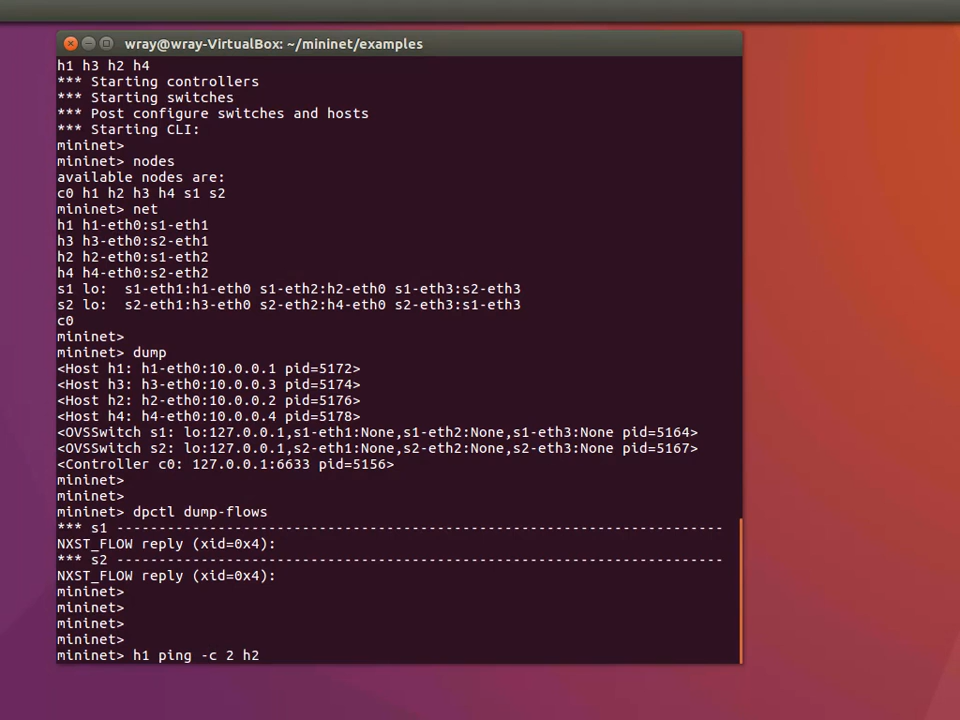 wray@wray-VirtualBox: ~/mininet/examples
h1 h3 h2 h4
*** Starting controllers
*** Starting switches
*** Post configure switches and hosts
*** Starting CLI:
mininet>
mininet> nodes
available nodes are:
c0 h1 h2 h3 h4 s1 s2
mininet> net
h1 h1-eth0:s1-eth1
h3 h3-eth0:s2-eth1
h2 h2-eth0:s1-eth2
h4 h4-eth0:s2-eth2
s1 lo:  s1-eth1:h1-eth0 s1-eth2:h2-eth0 s1-eth3:s2-eth3
s2 lo:  s2-eth1:h3-eth0 s2-eth2:h4-eth0 s2-eth3:s1-eth3
c0
mininet>
mininet> dump
<Host h1: h1-eth0:10.0.0.1 pid=5172>
<Host h3: h3-eth0:10.0.0.3 pid=5174>
<Host h2: h2-eth0:10.0.0.2 pid=5176>
<Host h4: h4-eth0:10.0.0.4 pid=5178>
<OVSSwitch s1: lo:127.0.0.1,s1-eth1:None,s1-eth2:None,s1-eth3:None pid=5164>
<OVSSwitch s2: lo:127.0.0.1,s2-eth1:None,s2-eth2:None,s2-eth3:None pid=5167>
<Controller c0: 127.0.0.1:6633 pid=5156>
mininet>
mininet>
mininet> dpctl dump-flows
*** s1 ------------------------------------------------------------------------
NXST_FLOW reply (xid=0x4):
*** s2 ------------------------------------------------------------------------
NXST_FLOW reply (xid=0x4):
mininet>
mininet>
mininet>
mininet>
mininet> h1 ping -c 2 h2